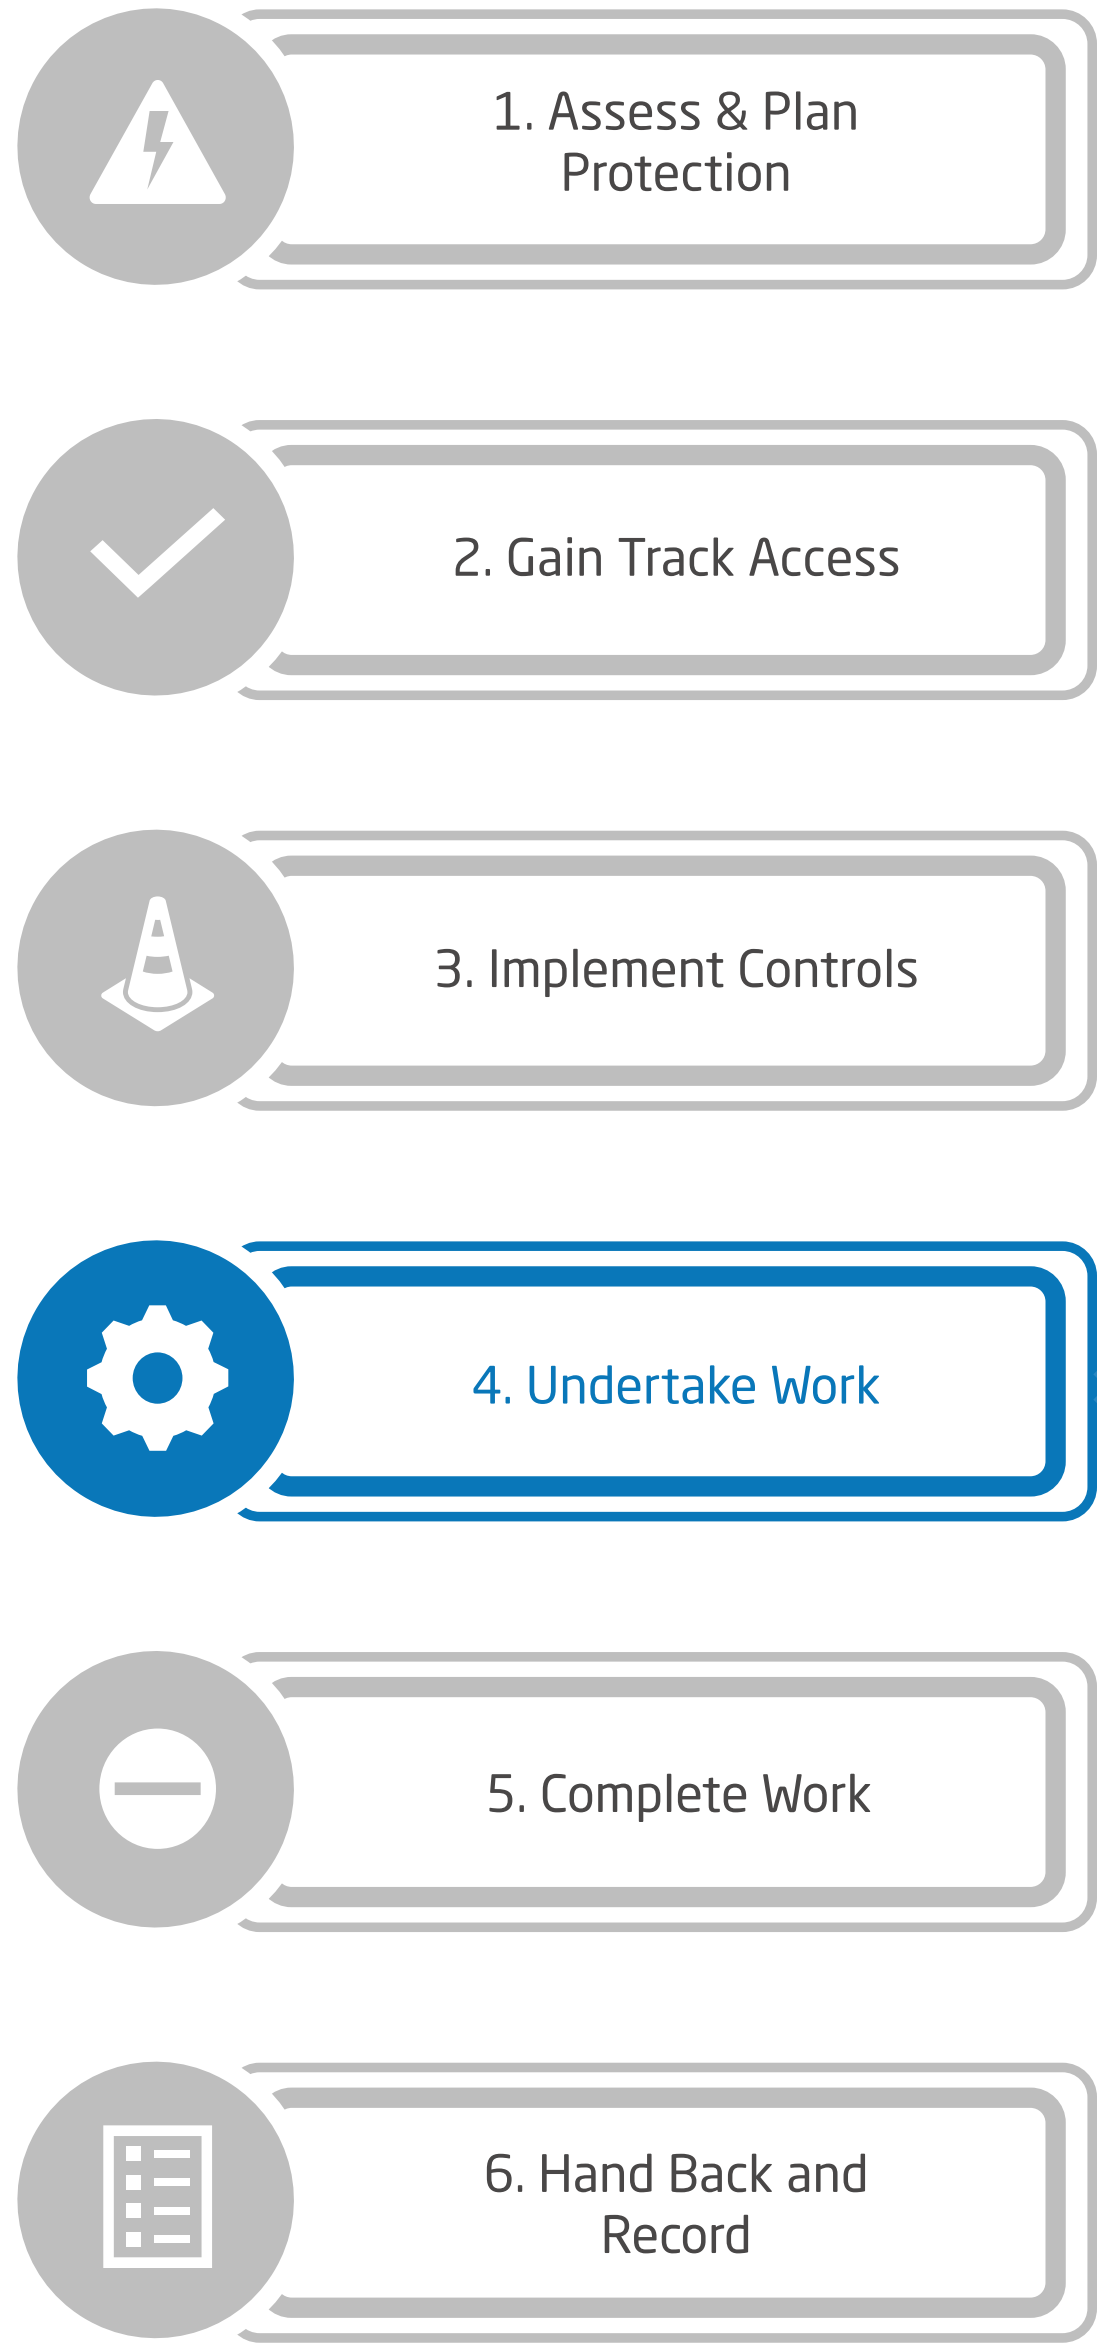 1. Assess & Plan
Protection
2. Gain Track Access
3. Implement Controls
4. Undertake Work
5. Complete Work
6. Hand Back and
Record